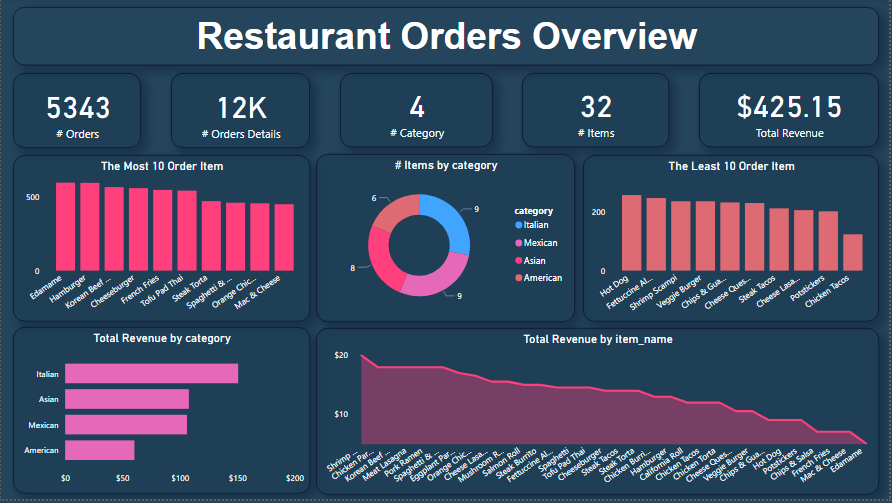 Restaurant Orders Overview
5343
# Orders
12K
# Orders Details
4
# Category
32
# Items
$425.15
Total Revenue
The Most 10 Order Item
500
0
Edamame
Hamburger
Korean Beef ...
Cheeseburger
French Fries
Tofu Pad Thai
Steak Torta
Spaghetti & ...
Orange Chic...
Mac & Cheese
# Items by category
6
9
8
9
category
Italian
Mexican
Asian
American
The Least 10 Order Item
200
0
Hot Dog
Fettuccine Al...
Shrimp Scampi
Veggie Burger
Chips & Gua...
Cheese Ques...
Steak Tacos
Cheese Lasa...
Potstickers
Chicken Tacos
Total Revenue by category
Italian
Asian
Mexican
American
$0
$50
$100
$150
$200
Total Revenue by item_name
$20
$10
Shrimp ...
Chicken Par...
Korean Beef ...
Meat Lasagna
Pork Ramen
Spaghetti & ...
Eggplant Par...
Orange Chic...
Cheese Lasa...
Mushroom R...
Salmon Roll
Steak Burrito
Fettuccine Al...
Spaghetti
Tofu Pad Thai
Cheeseburger
Steak Tacos
Steak Torta
Chicken Burri...
Hamburger
California Roll
Chicken Tacos
Chicken Torta
Cheese Ques...
Veggie Burger
Chips & Gua...
Hot Dog
Potstickers
Chips & Salsa
French Fries
Mac & Cheese
Edamame